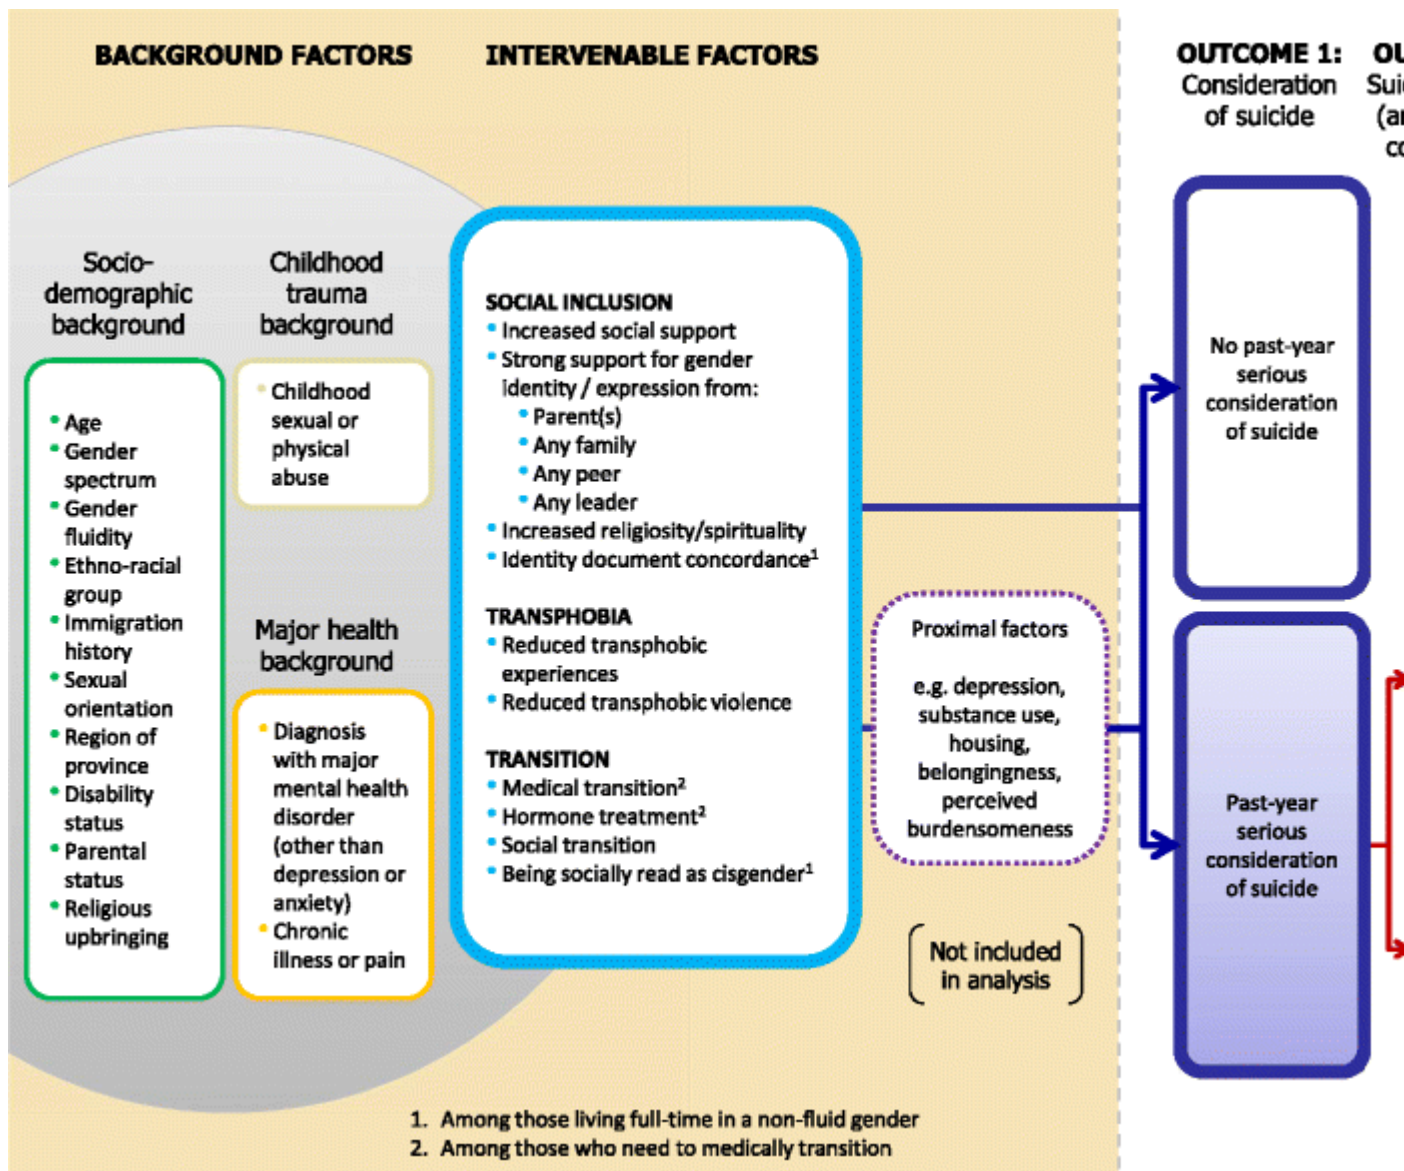 BACKGROUND FACTORS
INTERVENABLE FACTORS
OUTCOME 1:
Consideration
of suicide
Socio-
demographic
background
• Age
• Gender
spectrum
• Gender
fluidity
• Ethno-racial
group
• Immigration
history
• Sexual
orientation
• Region of
province
• Disability
status
• Parental
status
• Religious
upbringing
Childhood
trauma
background
• Childhood
sexual or
physical
abuse
Major health
background
• Diagnosis
with major
mental health
disorder
(other than
depression or
anxiety)
• Chronic
illness or pain
SOCIAL INCLUSION
• Increased social support
• Strong support for gender
identity / expression from:
• Parent(s)
• Any family
• Any peer
• Any leader
• Increased religiosity/spirituality
• Identity document concordance¹
TRANSPHOBIA
• Reduced transphobic
experiences
• Reduced transphobic violence
TRANSITION
• Medical transition²
• Hormone treatment²
• Social transition
• Being socially read as cisgender¹
Proximal factors
e.g. depression,
substance use,
housing,
belongingness,
perceived
burdensomeness
Not included
in analysis
No past-year
serious
consideration
of suicide
Past-year
serious
consideration
of suicide
1. Among those living full-time in a non-fluid gender
2. Among those who need to medically transition